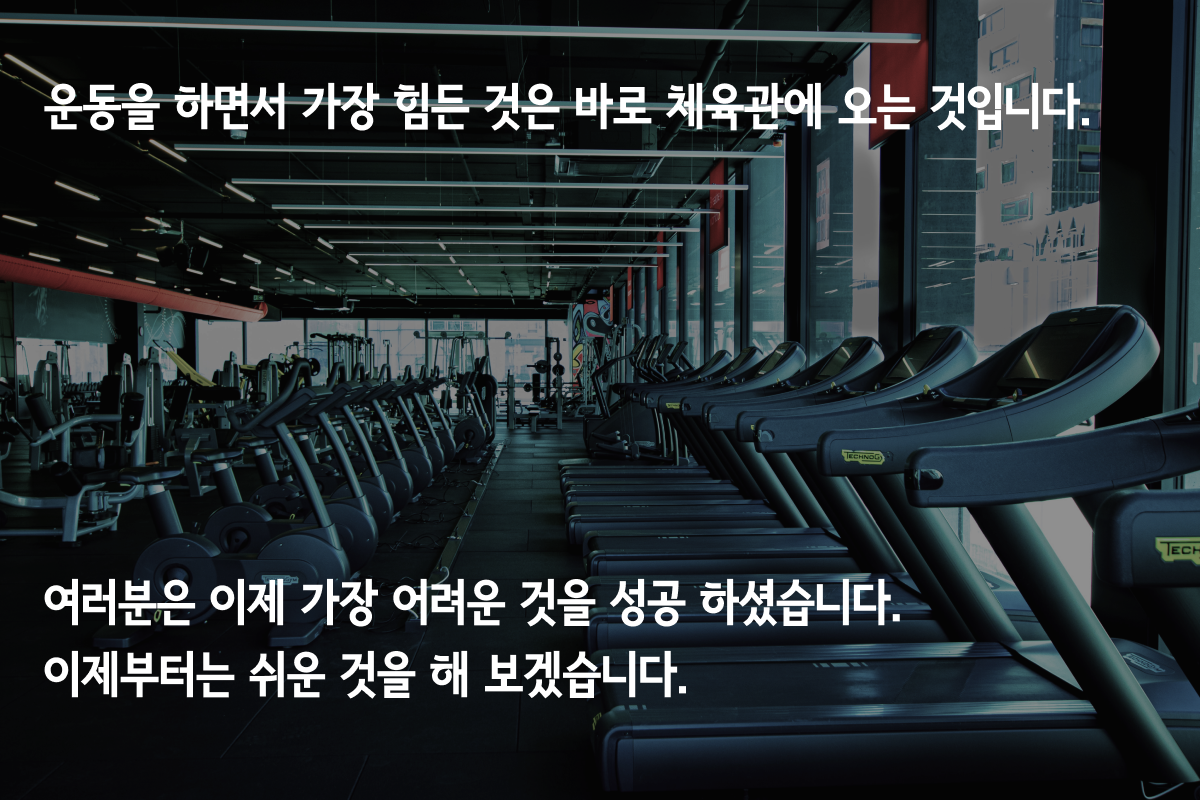 운동을 하면서 가장 힘든 것은 바로 체육관에 오는 것입니다.
TECHNOG
TECHN
여러분은 이제 가장 어려운 것을 성공 하셨습니다.
이제부터는 쉬운 것을 해 보겠습니다.